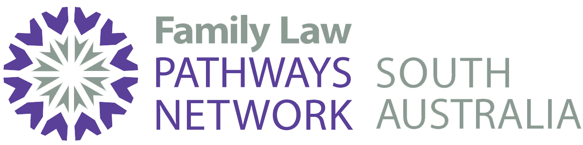 Family Law
PATHWAYS
NETWORK
SOUTH
AUSTRALIA